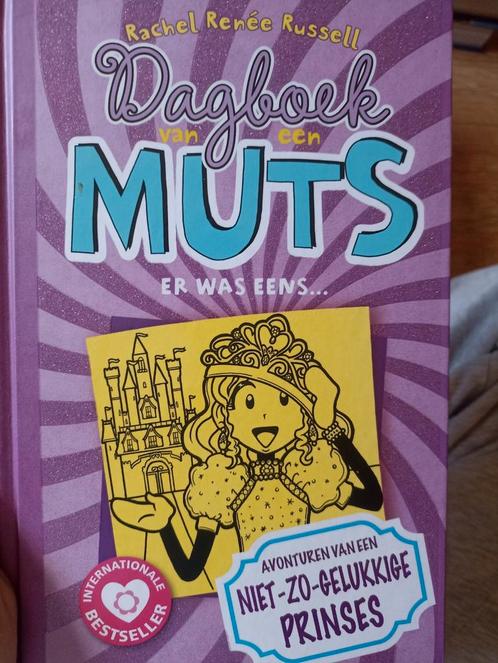 Rachel Renée Russell
Dagboek
van een
MUTS
ER WAS EENS...
AVONTUREN VAN EEN
NIET-ZO-GELUKKIGE
PRINSES
INTERNATIONALE
BESTSELLER